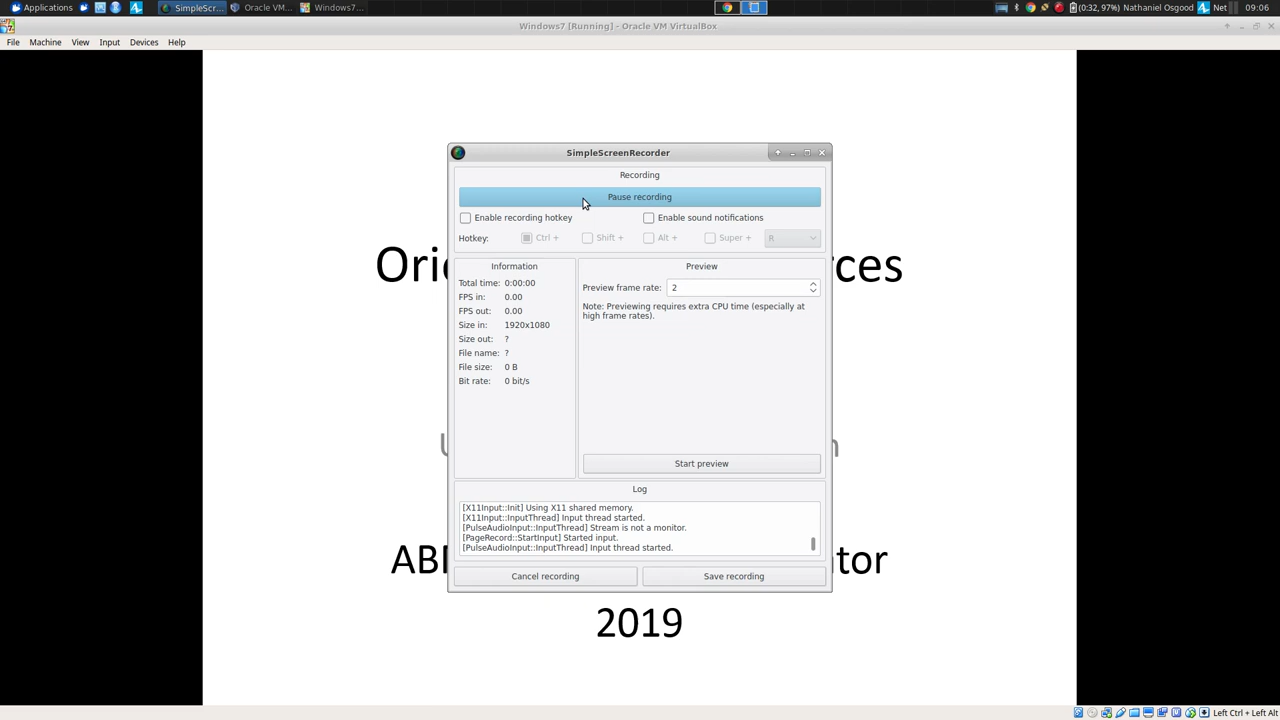 Applications SimpleScr... Oracle VM... Windows7... (0:32, 97%) Nathaniel Osgood Net 09:06
Windows7 [Running] - Oracle VM VirtualBox
File Machine View Input Devices Help
SimpleScreenRecorder
Recording
Pause recording
Enable recording hotkey Enable sound notifications
Hotkey: Ctrl + Shift + Alt + Super + R
Information
Total time: 0:00:00
FPS in: 0.00
FPS out: 0.00
Size in: 1920x1080
Size out: ?
File name: ?
File size: 0 B
Bit rate: 0 bit/s
Preview
Preview frame rate: 2
Note: Previewing requires extra CPU time (especially at
high frame rates).
Start preview
Log
[X11Input::Init] Using X11 shared memory.
[X11Input::InputThread] Input thread started.
[PulseAudioInput::InputThread] Stream is not a monitor.
[PageRecord::StartInput] Started input.
[PulseAudioInput::InputThread] Input thread started.
Cancel recording Save recording
2019
Left Ctrl + Left Alt